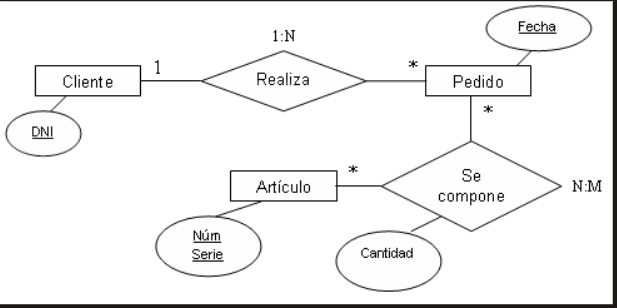 Fecha
1:N
Cliente
1
Realiza
*
Pedido
DNI
*
Artículo
*
Se
compone
N:M
Núm
Serie
Cantidad